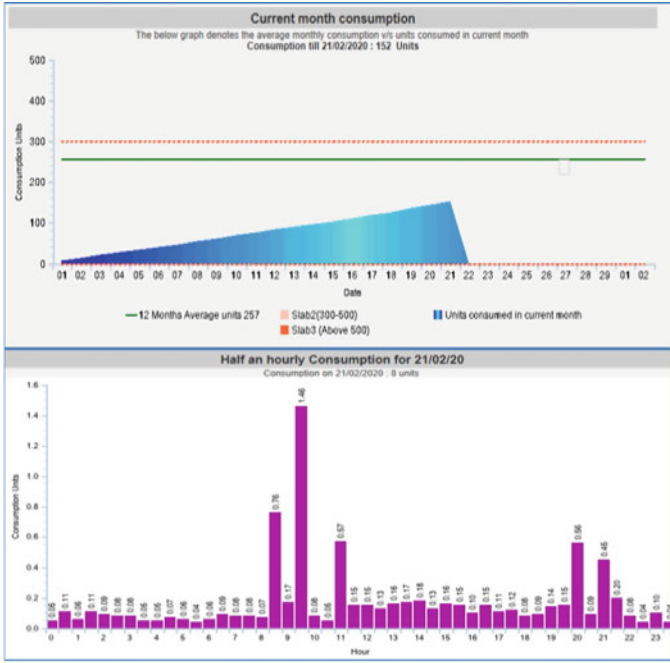 Current month consumption
The below graph denotes the average monthly consumption v/s units consumed in current month
Consumption till 21/02/2020 : 152 Units
500
400
300
200
100
0
Consumption Units
01 02 03 04 05 06 07 08 09 10 11 12 13 14 15 16 17 18 19 20 21 22 23 24 25 26 27 28 29 01 02
Date
12 Months Average units 257
Slab2(300-500)
Units consumed in current month
Slab3 (Above 500)
Half an hourly Consumption for 21/02/20
Consumption on 21/02/2020 : 8 units
1.6
1.4
1.2
1.0
0.8
0.6
0.4
0.2
0.0
Consumption Units
0.05 0.11 0.06 0.11 0.09 0.08 0.08 0.05 0.05 0.07 0.06 0.04 0.06 0.09 0.08 0.08 0.07 0.76 0.17 1.46 0.08 0.05 0.57 0.15 0.15 0.13 0.16 0.17 0.18 0.13 0.16 0.15 0.10 0.15 0.11 0.12 0.08 0.09 0.14 0.15 0.56 0.09 0.45 0.20 0.08 0.04 0.10 0.04
0 1 2 3 4 5 6 7 8 9 10 11 12 13 14 15 16 17 18 19 20 21 22 23
Hour